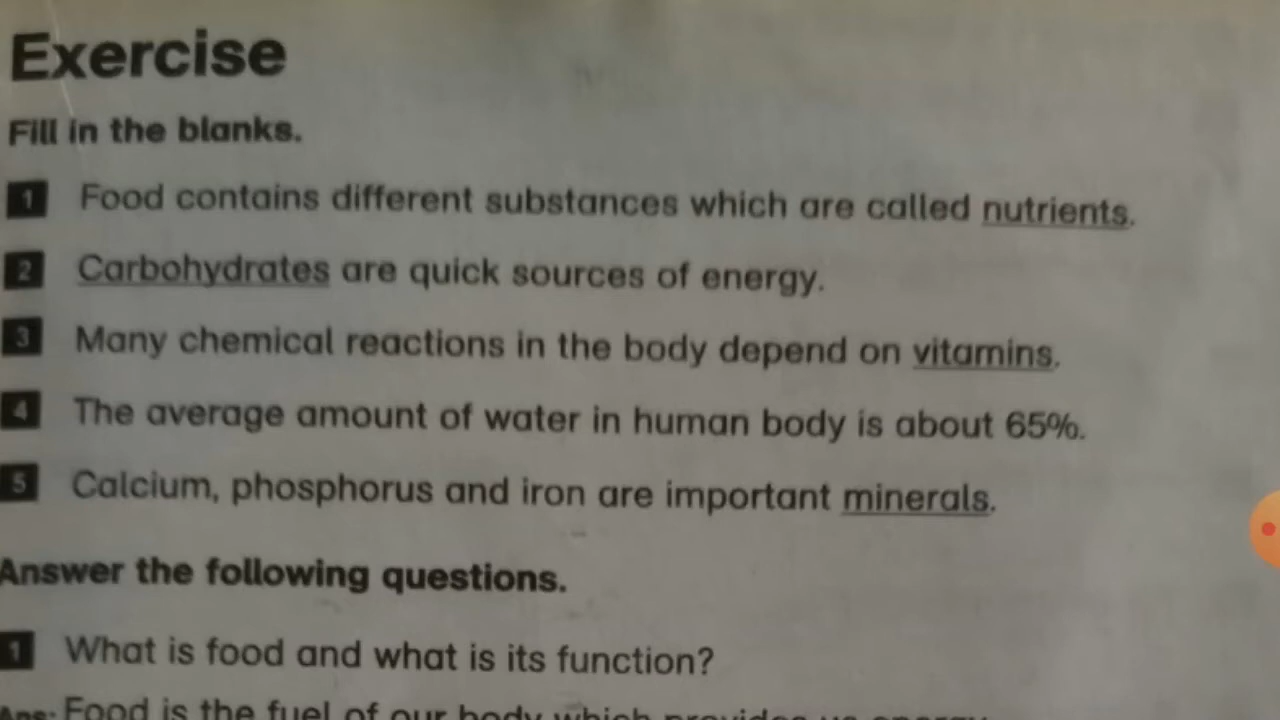 Exercise
Fill in the blanks.
1 Food contains different substances which are called nutrients.
2 Carbohydrates are quick sources of energy.
3 Many chemical reactions in the body depend on vitamins.
4 The average amount of water in human body is about 65%.
5 Calcium, phosphorus and iron are important minerals.
Answer the following questions.
1 What is food and what is its function?
Ans: Food is the fuel of our body which provides us energy